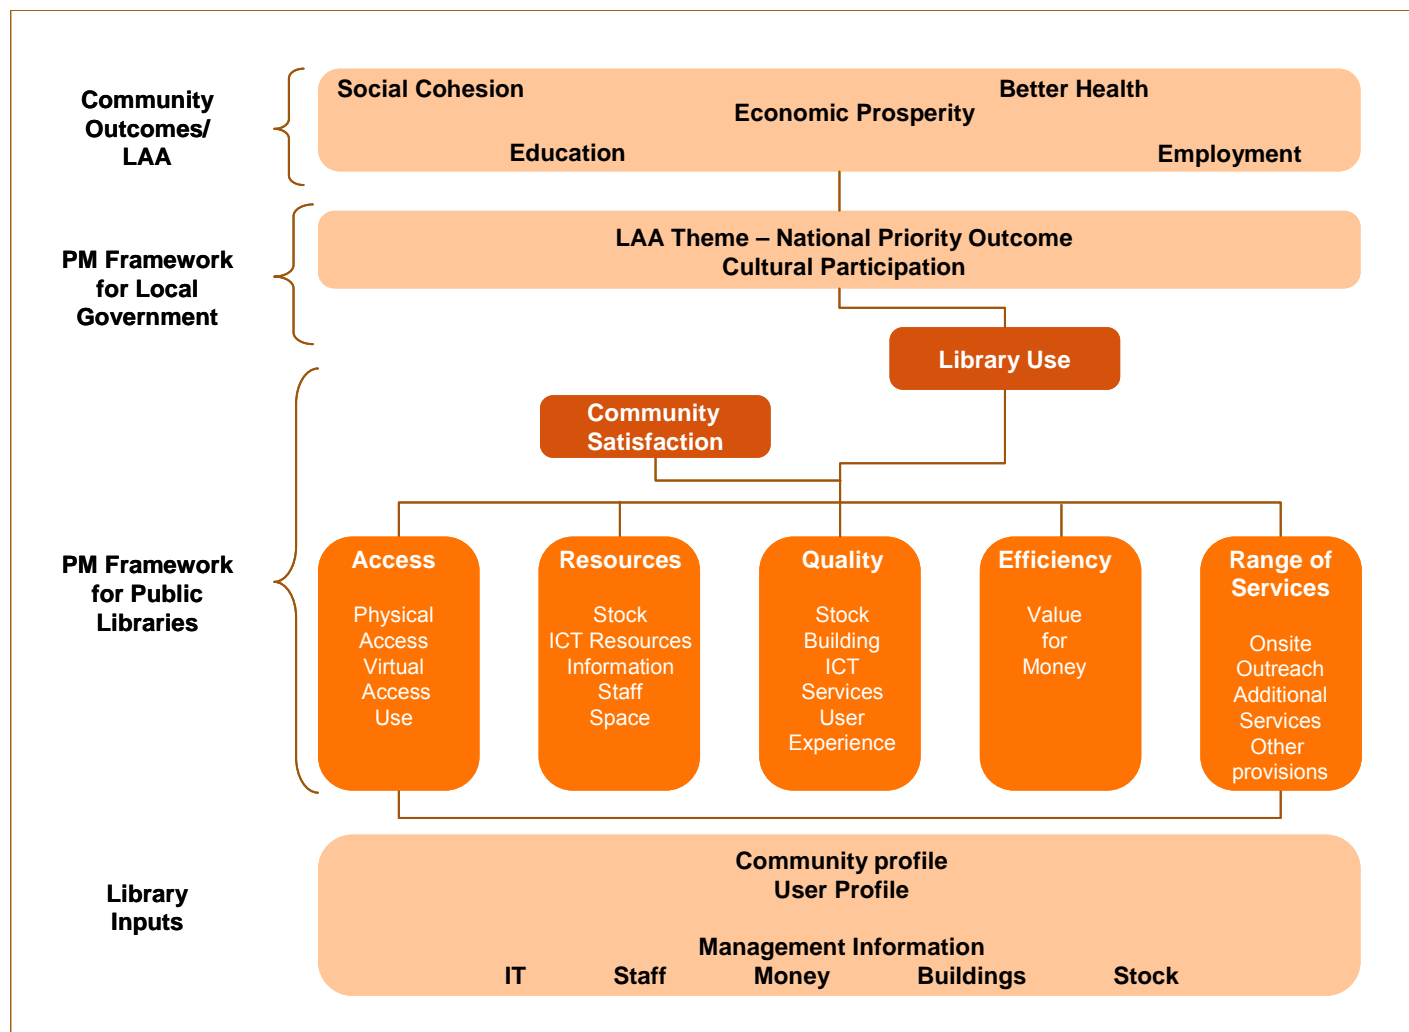 Community
Outcomes/
LAA
Social Cohesion
Better Health
Economic Prosperity
Education
Employment
PM Framework
for Local
Government
LAA Theme – National Priority Outcome
Cultural Participation
Library Use
Community
Satisfaction
PM Framework
for Public
Libraries
Access
Physical
Access
Virtual
Access
Use
Resources
Stock
ICT Resources
Information
Staff
Space
Quality
Stock
Building
ICT
Services
User
Experience
Efficiency
Value
for
Money
Range of
Services
Onsite
Outreach
Additional
Services
Other
provisions
Library
Inputs
Community profile
User Profile
Management Information
IT Staff Money Buildings Stock